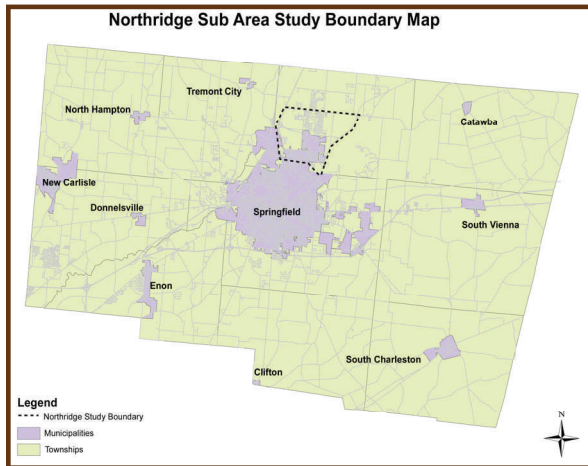 Northridge Sub Area Study Boundary Map
Tremont City
North Hampton
Catawba
New Carlisle
Donnelsville
Springfield
South Vienna
Enon
South Charleston
Clifton
Legend
Northridge Study Boundary
Municipalities
Townships
N